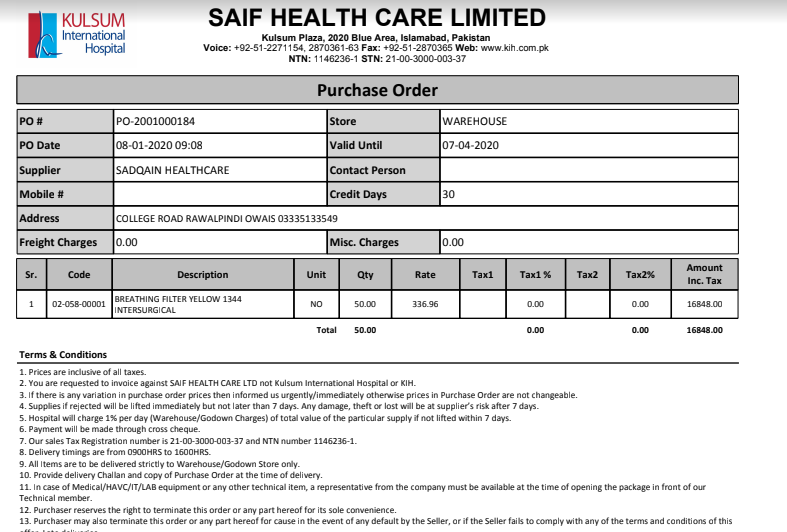 KULSUM
International
Hospital
SAIF HEALTH CARE LIMITED
Kulsum Plaza, 2020 Blue Area, Islamabad, Pakistan
Voice: +92-51-2271154, 2870361-63 Fax: +92-51-2870365 Web: www.kih.com.pk
NTN: 1146236-1 STN: 21-00-3000-003-37
Purchase Order
PO # PO-2001000184 Store WAREHOUSE
PO Date 08-01-2020 09:08 Valid Until 07-04-2020
Supplier SADQAIN HEALTHCARE Contact Person
Mobile # Credit Days 30
Address COLLEGE ROAD RAWALPINDI OWAIS 03335133549
Freight Charges 0.00 Misc. Charges 0.00
Sr. Code Description Unit Qty Rate Tax1 Tax1 % Tax2 Tax2% Amount Inc. Tax
1 02-058-00001 BREATHING FILTER YELLOW 1344 INTERSURGICAL NO 50.00 336.96 0.00 0.00 16848.00
Total 50.00 0.00 0.00 16848.00
Terms & Conditions
1. Prices are inclusive of all taxes.
2. You are requested to invoice against SAIF HEALTH CARE LTD not Kulsum International Hospital or KIH.
3. If there is any variation in purchase order prices then informed us urgently/immediately otherwise prices in Purchase Order are not changeable.
4. Supplies if rejected will be lifted immediately but not later than 7 days. Any damage, theft or lost will be at supplier's risk after 7 days.
5. Hospital will charge 1% per day (Warehouse/Godown Charges) of total value of the particular supply if not lifted within 7 days.
6. Payment will be made through cross cheque.
7. Our sales Tax Registration number is 21-00-3000-003-37 and NTN number 1146236-1.
8. Delivery timings are from 0900HRS to 1600HRS.
9. All Items are to be delivered strictly to Warehouse/Godown Store only.
10. Provide delivery Challan and copy of Purchase Order at the time of delivery.
11. In case of Medical/HAVC/IT/LAB equipment or any other technical item, a representative from the company must be available at the time of opening the package in front of our
Technical member.
12. Purchaser reserves the right to terminate this order or any part hereof for its sole convenience.
13. Purchaser may also terminate this order or any part hereof for cause in the event of any default by the Seller, or if the Seller fails to comply with any of the terms and conditions of this